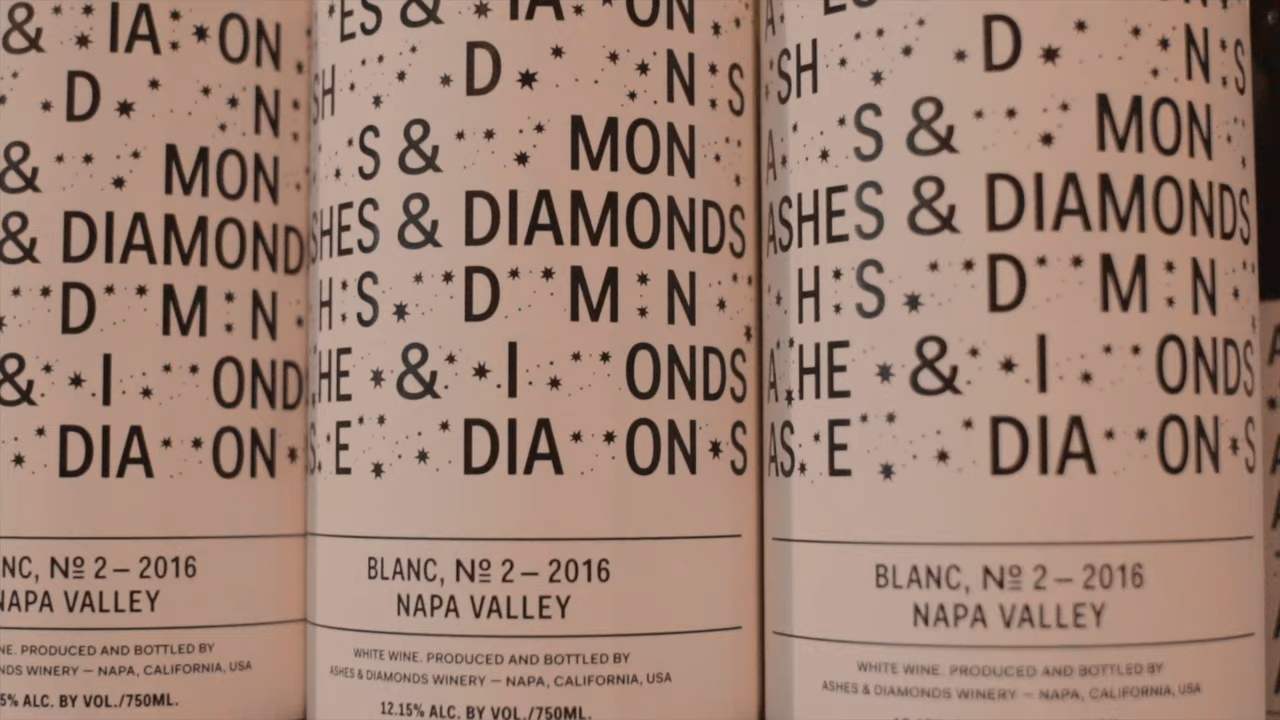 & IA ON
D N
& MON
& DIAMOND
D M N
& I OND
DIA ON
NC, Nº 2 – 2016
NAPA VALLEY
NE. PRODUCED AND BOTTLED BY
NDS WINERY – NAPA, CALIFORNIA, USA
5% ALC. BY VOL./750ML.
ES & IA ON
SH D N S
S & MON
SHES & DIAMONDS
H S D M N
HE & I ONDS
S E DIA ON S
BLANC, Nº 2 – 2016
NAPA VALLEY
WHITE WINE. PRODUCED AND BOTTLED BY
ASHES & DIAMONDS WINERY – NAPA, CALIFORNIA, USA
12.15% ALC. BY VOL./750ML.
A ES
SH D N S
A S & MON
ASHES & DIAMONDS
H S D M N
A HE & I ONDS
AS E DIA ON S
BLANC, Nº 2 – 2016
NAPA VALLEY
WHITE WINE. PRODUCED AND BOTTLED BY
ASHES & DIAMONDS WINERY – NAPA, CALIFORNIA, USA